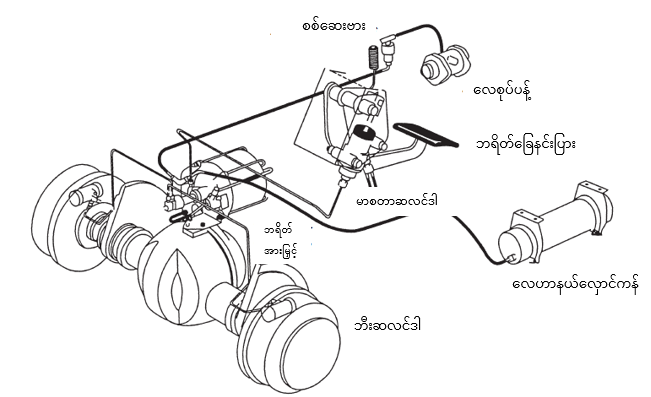 စစ်ဆေးဗား
လေစုပ်ပန့်
ဘရိတ်ခြေနင်းပြား
မာစတာဆလင်ဒါ
ဘရိတ်
အားမြှင့်
လေဟာနယ်လှောင်ကန်
ဘီးဆလင်ဒါ